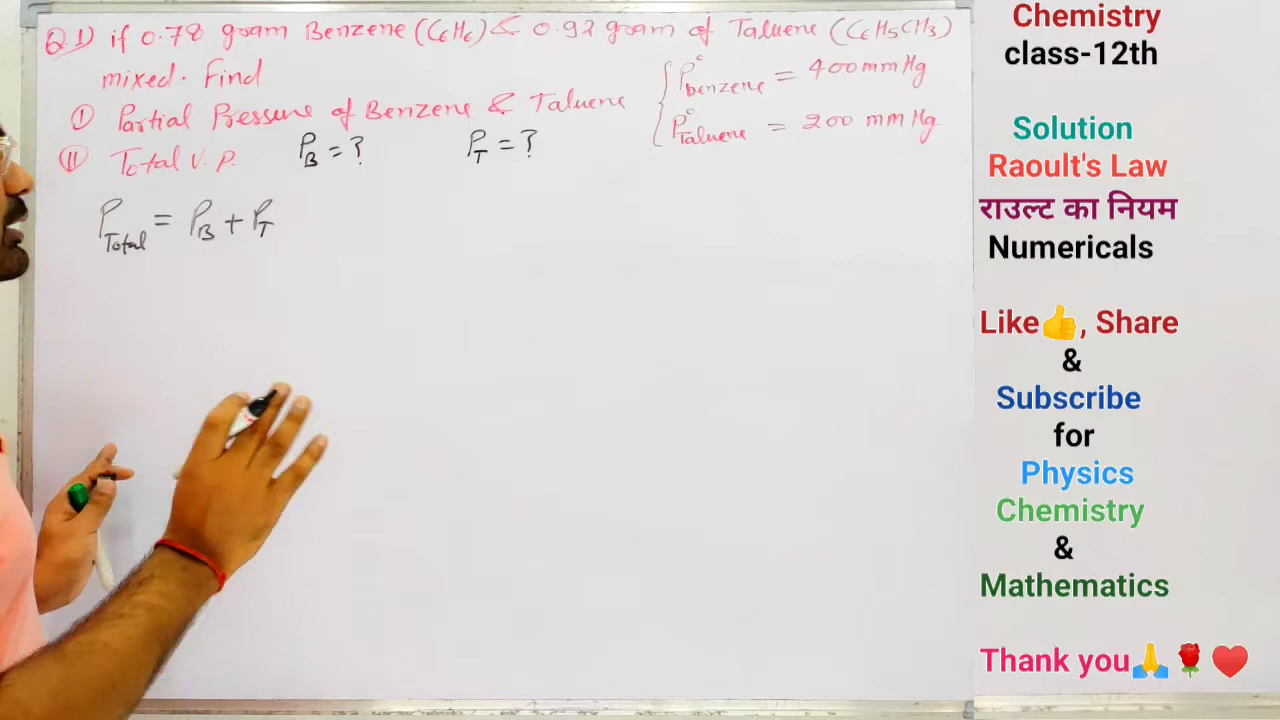 Q.1) if 0.78 gram Benzene (C6H6) & 0.92 gram of Taluene (C6H5CH3)
mixed. Find
① Partial Pressure of Benzene & Taluene
② Total V.P.
P°benzene = 400 mm Hg
P°Taluene = 200 mm Hg
PB = ? PT = ?
PTotal = PB + PT
Chemistry
class-12th
Solution
Raoult's Law
राउल्ट का नियम
Numericals
Like👍, Share
&
Subscribe
for
Physics
Chemistry
&
Mathematics
Thank you🙏🌹♥️